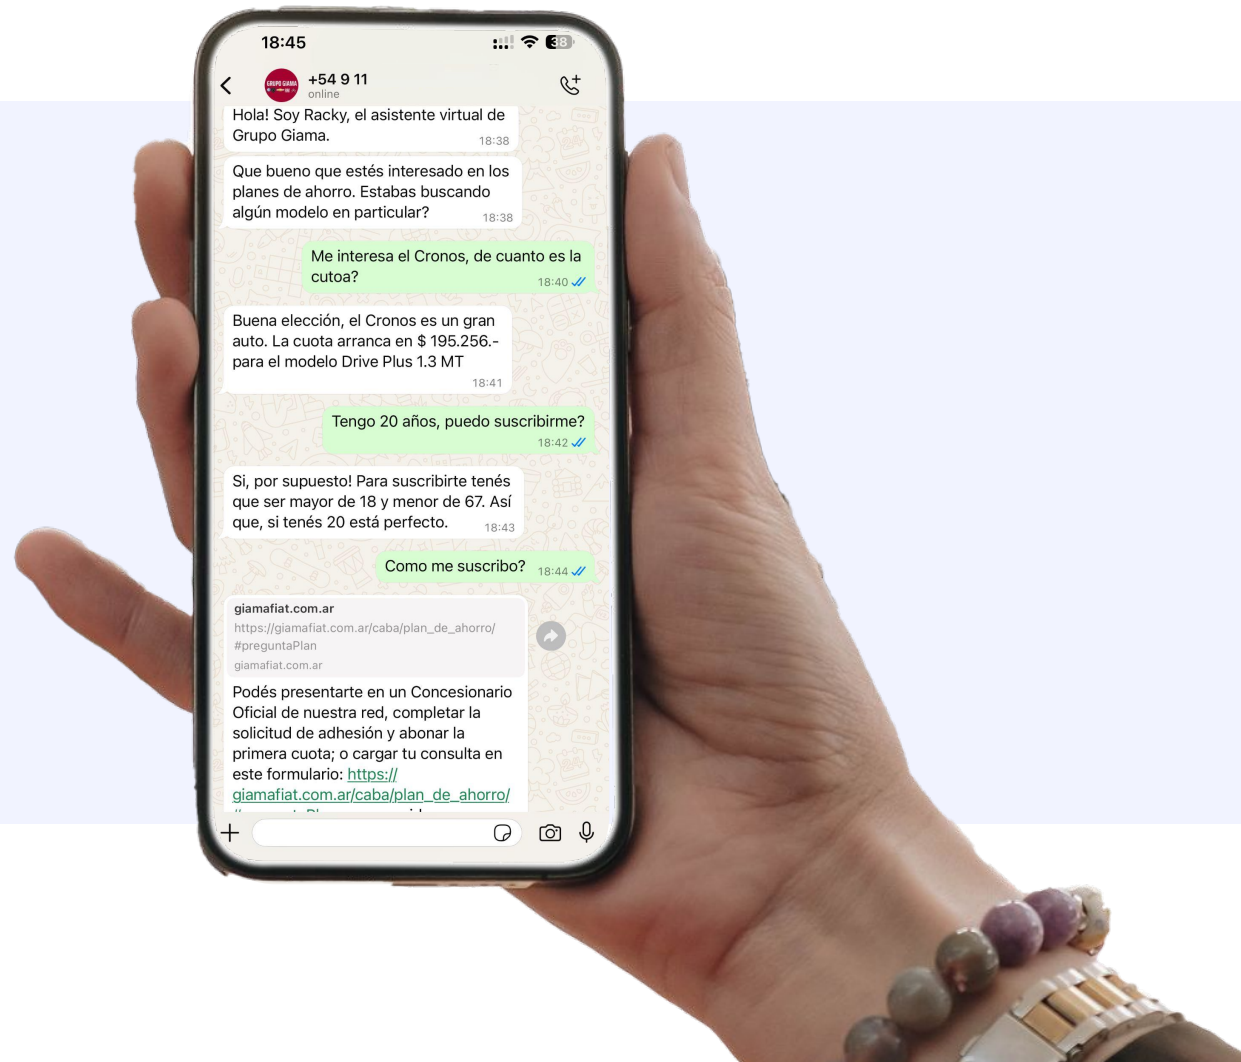 18:45
38
GRUPO GIAMA
+54 9 11
online
Hola! Soy Racky, el asistente virtual de
Grupo Giama.
18:38
Que bueno que estés interesado en los
planes de ahorro. Estabas buscando
algún modelo en particular?
18:38
Me interesa el Cronos, de cuanto es la
cutoa?
18:40
Buena elección, el Cronos es un gran
auto. La cuota arranca en $ 195.256.-
para el modelo Drive Plus 1.3 MT
18:41
Tengo 20 años, puedo suscribirme?
18:42
Si, por supuesto! Para suscribirte tenés
que ser mayor de 18 y menor de 67. Así
que, si tenés 20 está perfecto.
18:43
Como me suscribo?
18:44
giamafiat.com.ar
https://giamafiat.com.ar/caba/plan_de_ahorro/
#preguntaPlan
giamafiat.com.ar
Podés presentarte en un Concesionario
Oficial de nuestra red, completar la
solicitud de adhesión y abonar la
primera cuota; o cargar tu consulta en
este formulario: https://
giamafiat.com.ar/caba/plan_de_ahorro/